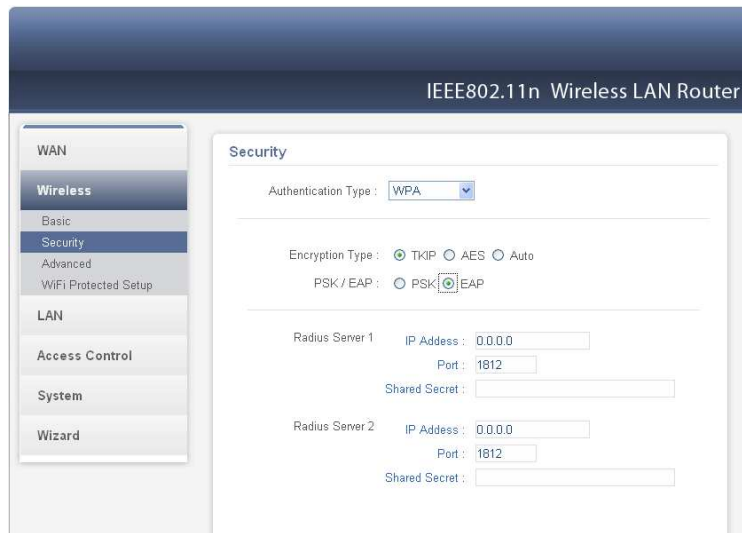 IEEE802.11n Wireless LAN Router
WAN
Wireless
Basic
Security
Advanced
WiFi Protected Setup
LAN
Access Control
System
Wizard
Security
Authentication Type : WPA
Encryption Type : TKIP AES Auto
PSK / EAP : PSK EAP
Radius Server 1 IP Addess : 0.0.0.0
Port : 1812
Shared Secret :
Radius Server 2 IP Addess : 0.0.0.0
Port : 1812
Shared Secret :